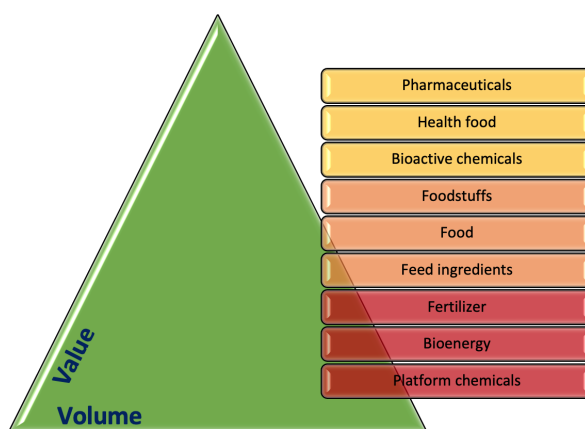 Pharmaceuticals
Health food
Bioactive chemicals
Foodstuffs
Food
Feed ingredients
Fertilizer
Bioenergy
Platform chemicals
Value
Volume